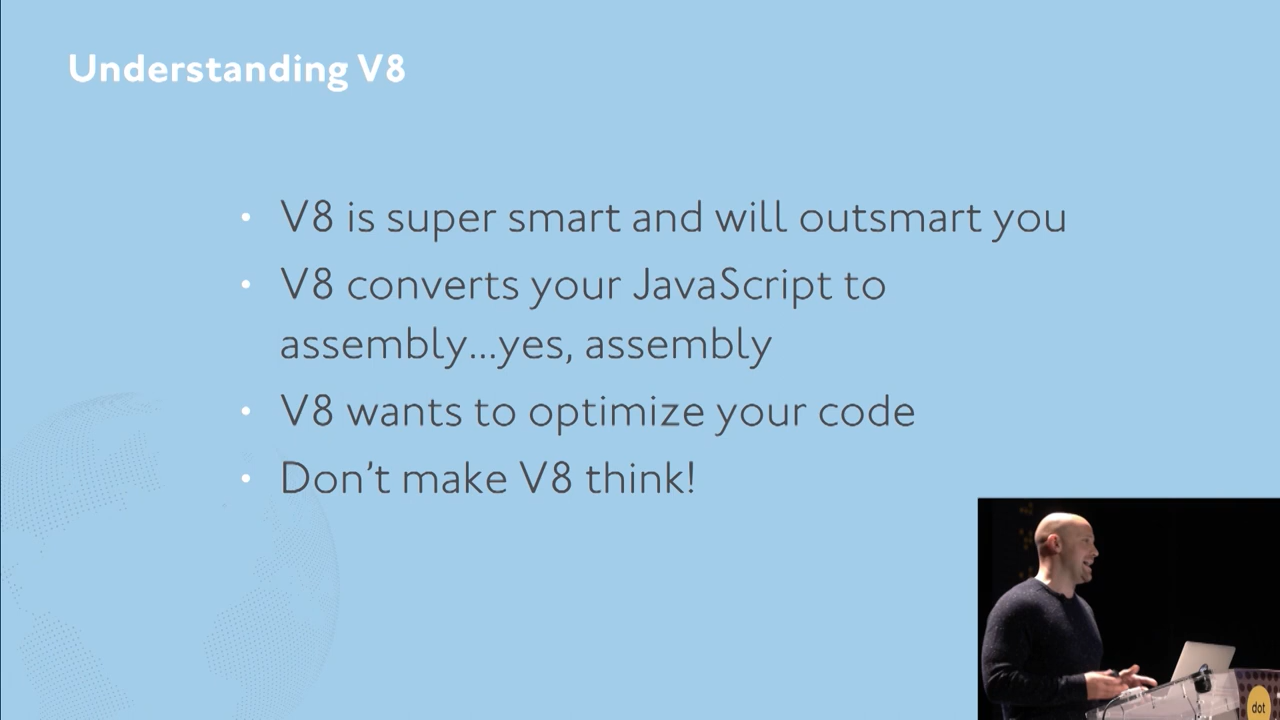 Understanding V8
• V8 is super smart and will outsmart you
• V8 converts your JavaScript to
assembly...yes, assembly
• V8 wants to optimize your code
• Don't make V8 think!
dot